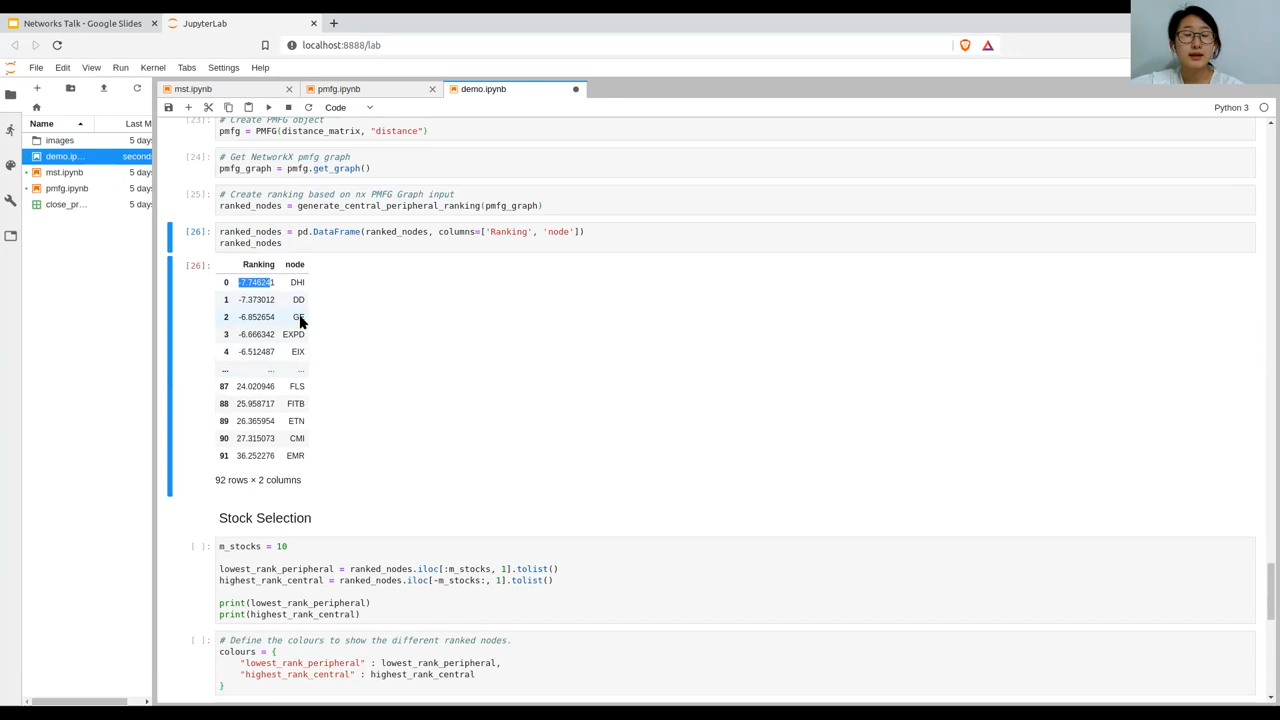 Networks Talk - Google Slides
JupyterLab
localhost:8888/lab
File Edit View Run Kernel Tabs Settings Help
mst.ipynb
pmfg.ipynb
demo.ipynb
Code
Python 3
Name
Last M
images
5 day
demo.ip...
second
mst.ipynb
5 day
pmfg.ipynb
5 day
close_pr...
5 day
[23]: # Create PMFG object
pmfg = PMFG(distance_matrix, "distance")
[24]: # Get NetworkX pmfg graph
pmfg_graph = pmfg.get_graph()
[25]: # Create ranking based on nx PMFG Graph input
ranked_nodes = generate_central_peripheral_ranking(pmfg_graph)
[26]: ranked_nodes = pd.DataFrame(ranked_nodes, columns=['Ranking', 'node'])
ranked_nodes
[26]: Ranking node
0 -7.746241 DHI
1 -7.373012 DD
2 -6.852654 GE
3 -6.666342 EXPD
4 -6.512487 EIX
... ... ...
87 24.020946 FLS
88 25.958717 FITB
89 26.365954 ETN
90 27.315073 CMI
91 36.252276 EMR
92 rows × 2 columns
Stock Selection
[ ]: m_stocks = 10
lowest_rank_peripheral = ranked_nodes.iloc[:m_stocks, 1].tolist()
highest_rank_central = ranked_nodes.iloc[-m_stocks:, 1].tolist()
print(lowest_rank_peripheral)
print(highest_rank_central)
[ ]: # Define the colours to show the different ranked nodes.
colours = {
"lowest_rank_peripheral" : lowest_rank_peripheral,
"highest_rank_central" : highest_rank_central
}